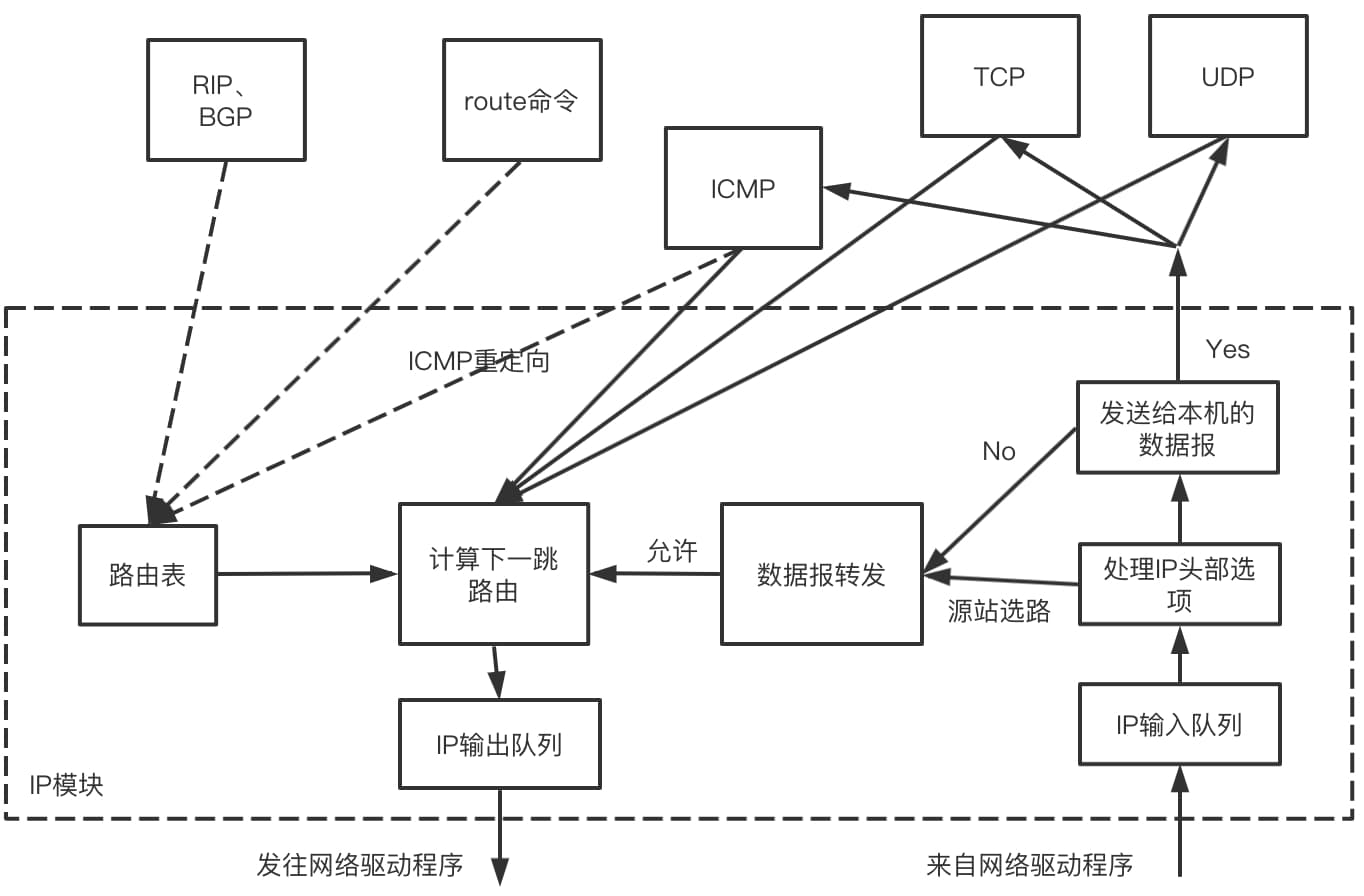 TCP
UDP
RIP、
BGP
route命令
ICMP
Yes
ICMP重定向
发送给本机的
数据报
No
允许
计算下一跳
路由
路由表
数据报转发
处理IP头部选
项
源站选路
IP输入队列
IP输出队列
IP模块
发往网络驱动程序
来自网络驱动程序